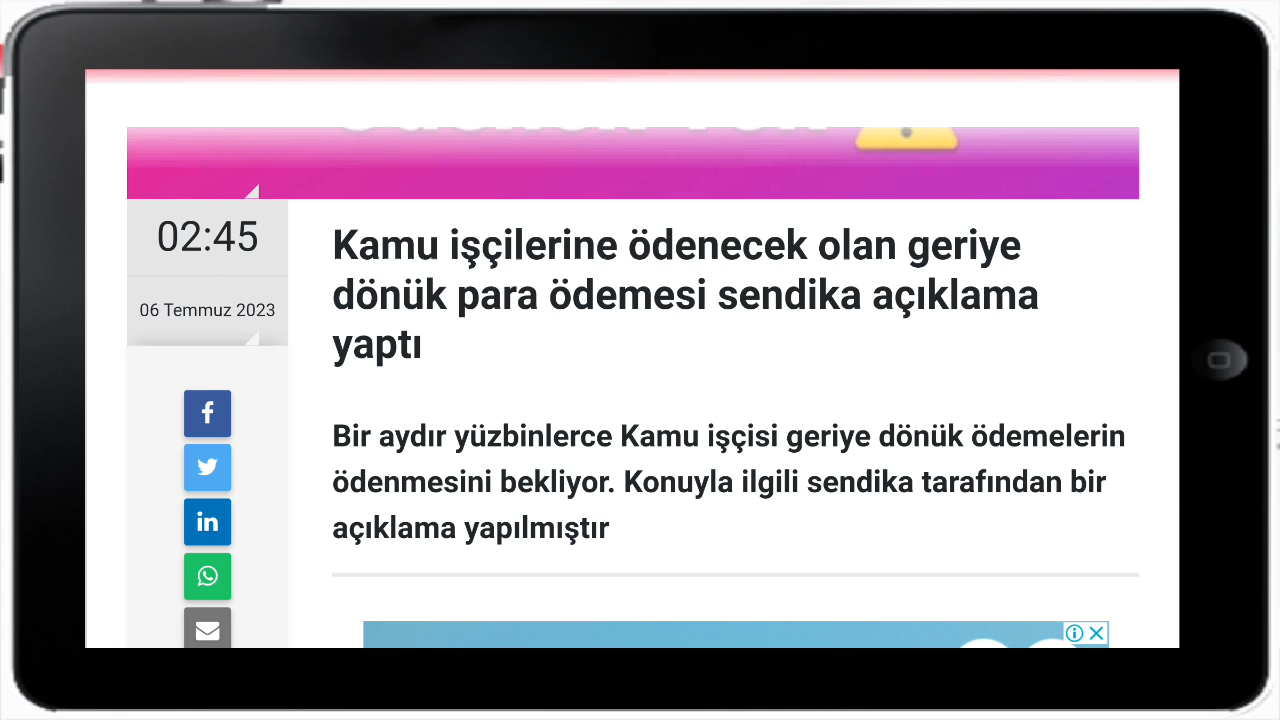 02:45
06 Temmuz 2023
Kamu işçilerine ödenecek olan geriye
dönük para ödemesi sendika açıklama
yaptı
Bir aydır yüzbinlerce Kamu işçisi geriye dönük ödemelerin
ödenmesini bekliyor. Konuyla ilgili sendika tarafından bir
açıklama yapılmıştır